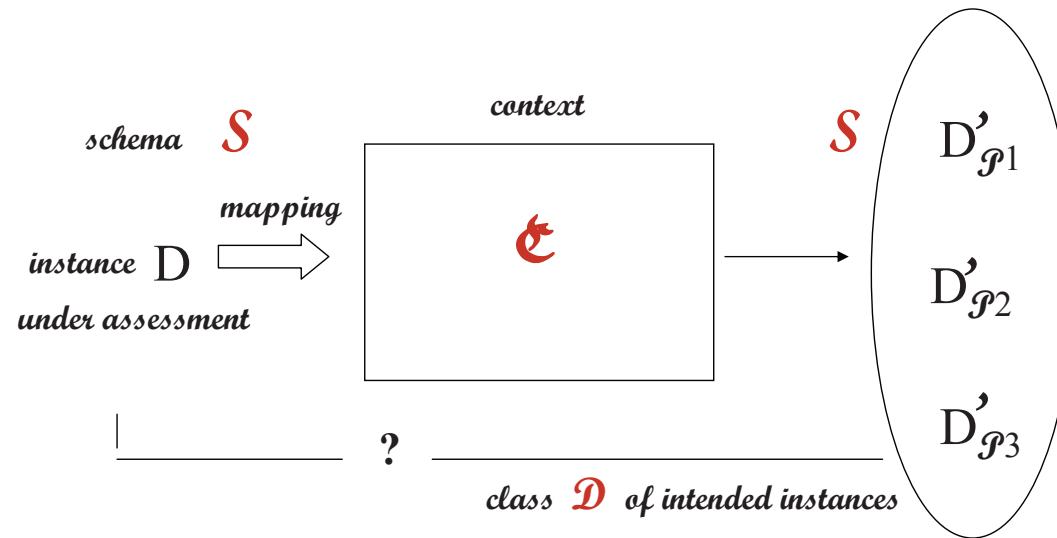 context
schema S
S
mapping
C
instance D
under assessment
D'𝒫1
D'𝒫2
D'𝒫3
?
class 𝒟 of intended instances